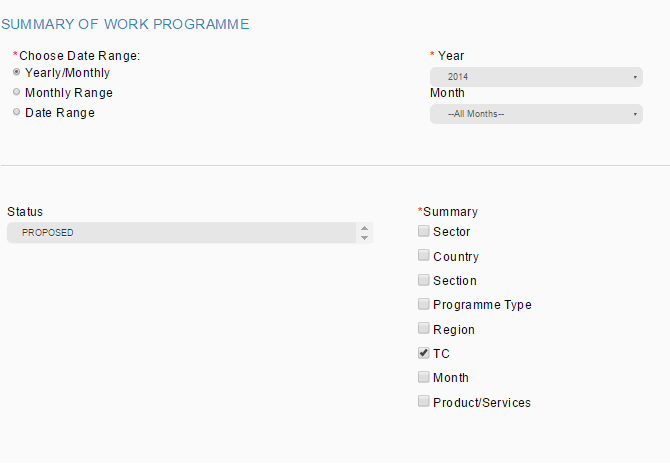 SUMMARY OF WORK PROGRAMME
*Choose Date Range:
Yearly/Monthly
Monthly Range
Date Range
* Year
2014
Month
--All Months--
Status
PROPOSED
*Summary
Sector
Country
Section
Programme Type
Region
TC
Month
Product/Services